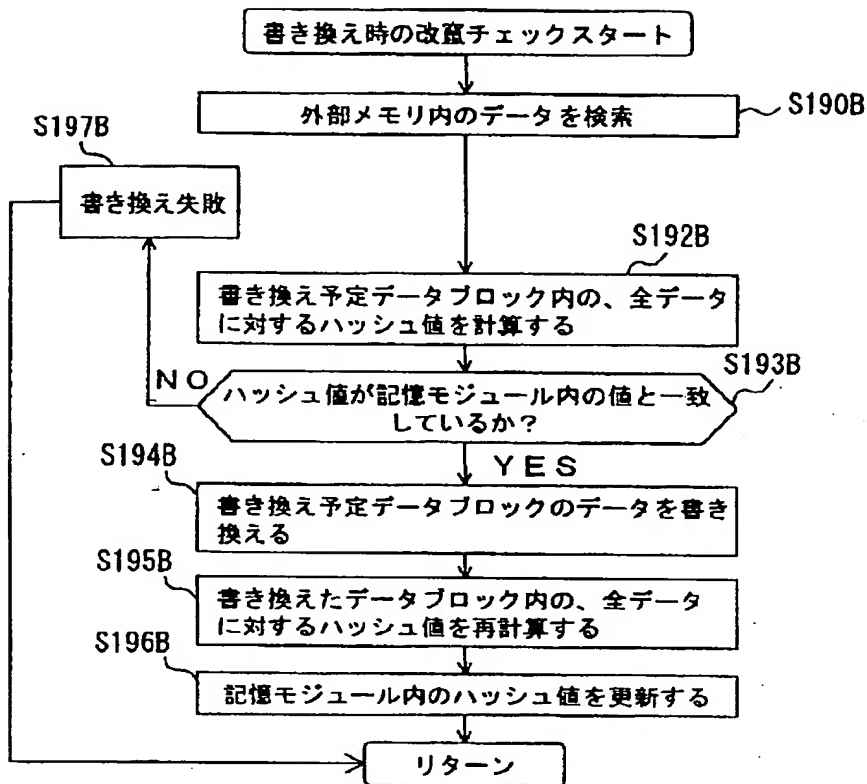 書き換え時の改竄チェックスタート
S190B
外部メモリ内のデータを検索
S197B
書き換え失敗
S192B
書き換え予定データブロック内の、全データ
に対するハッシュ値を計算する
S193B
NO
ハッシュ値が記憶モジュール内の値と一致
しているか?
YES
S194B
書き換え予定データブロックのデータを書き
換える
S195B
書き換えたデータブロック内の、全データ
に対するハッシュ値を再計算する
S196B
記憶モジュール内のハッシュ値を更新する
リターン